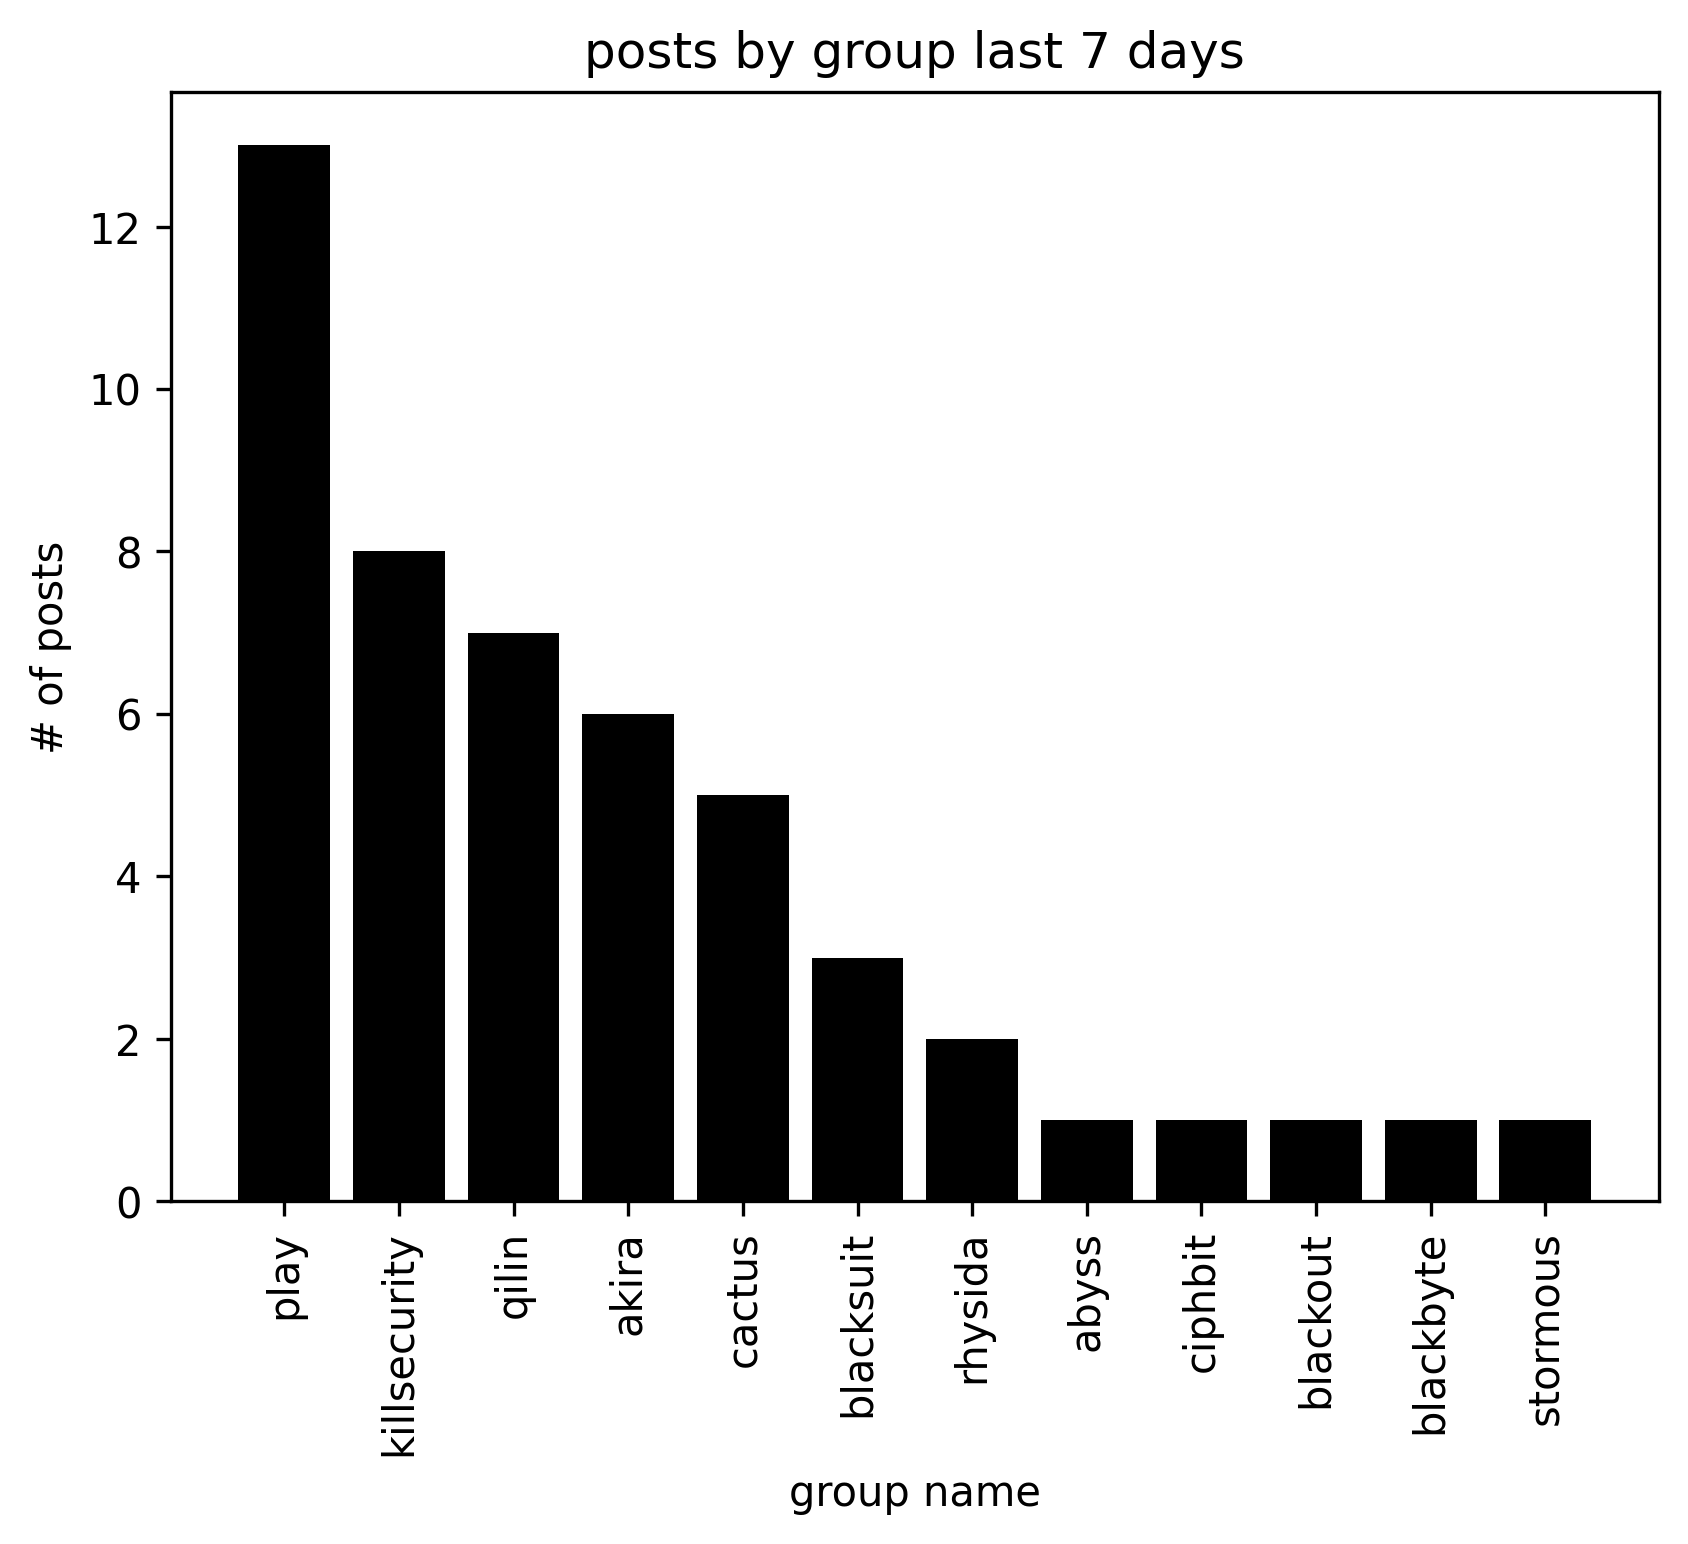 posts by group last 7 days
# of posts
12
10
8
6
4
2
0
play
killsecurity
qilin
akira
cactus
blacksuit
rhysida
abyss
ciphbit
blackout
blackbyte
stormous
group name